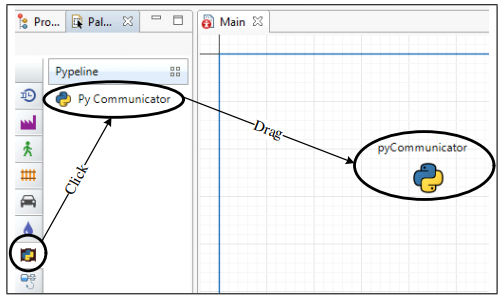 Pro...
Pal...
Main
Pypeline
Py Communicator
Drag
pyCommunicator
Click